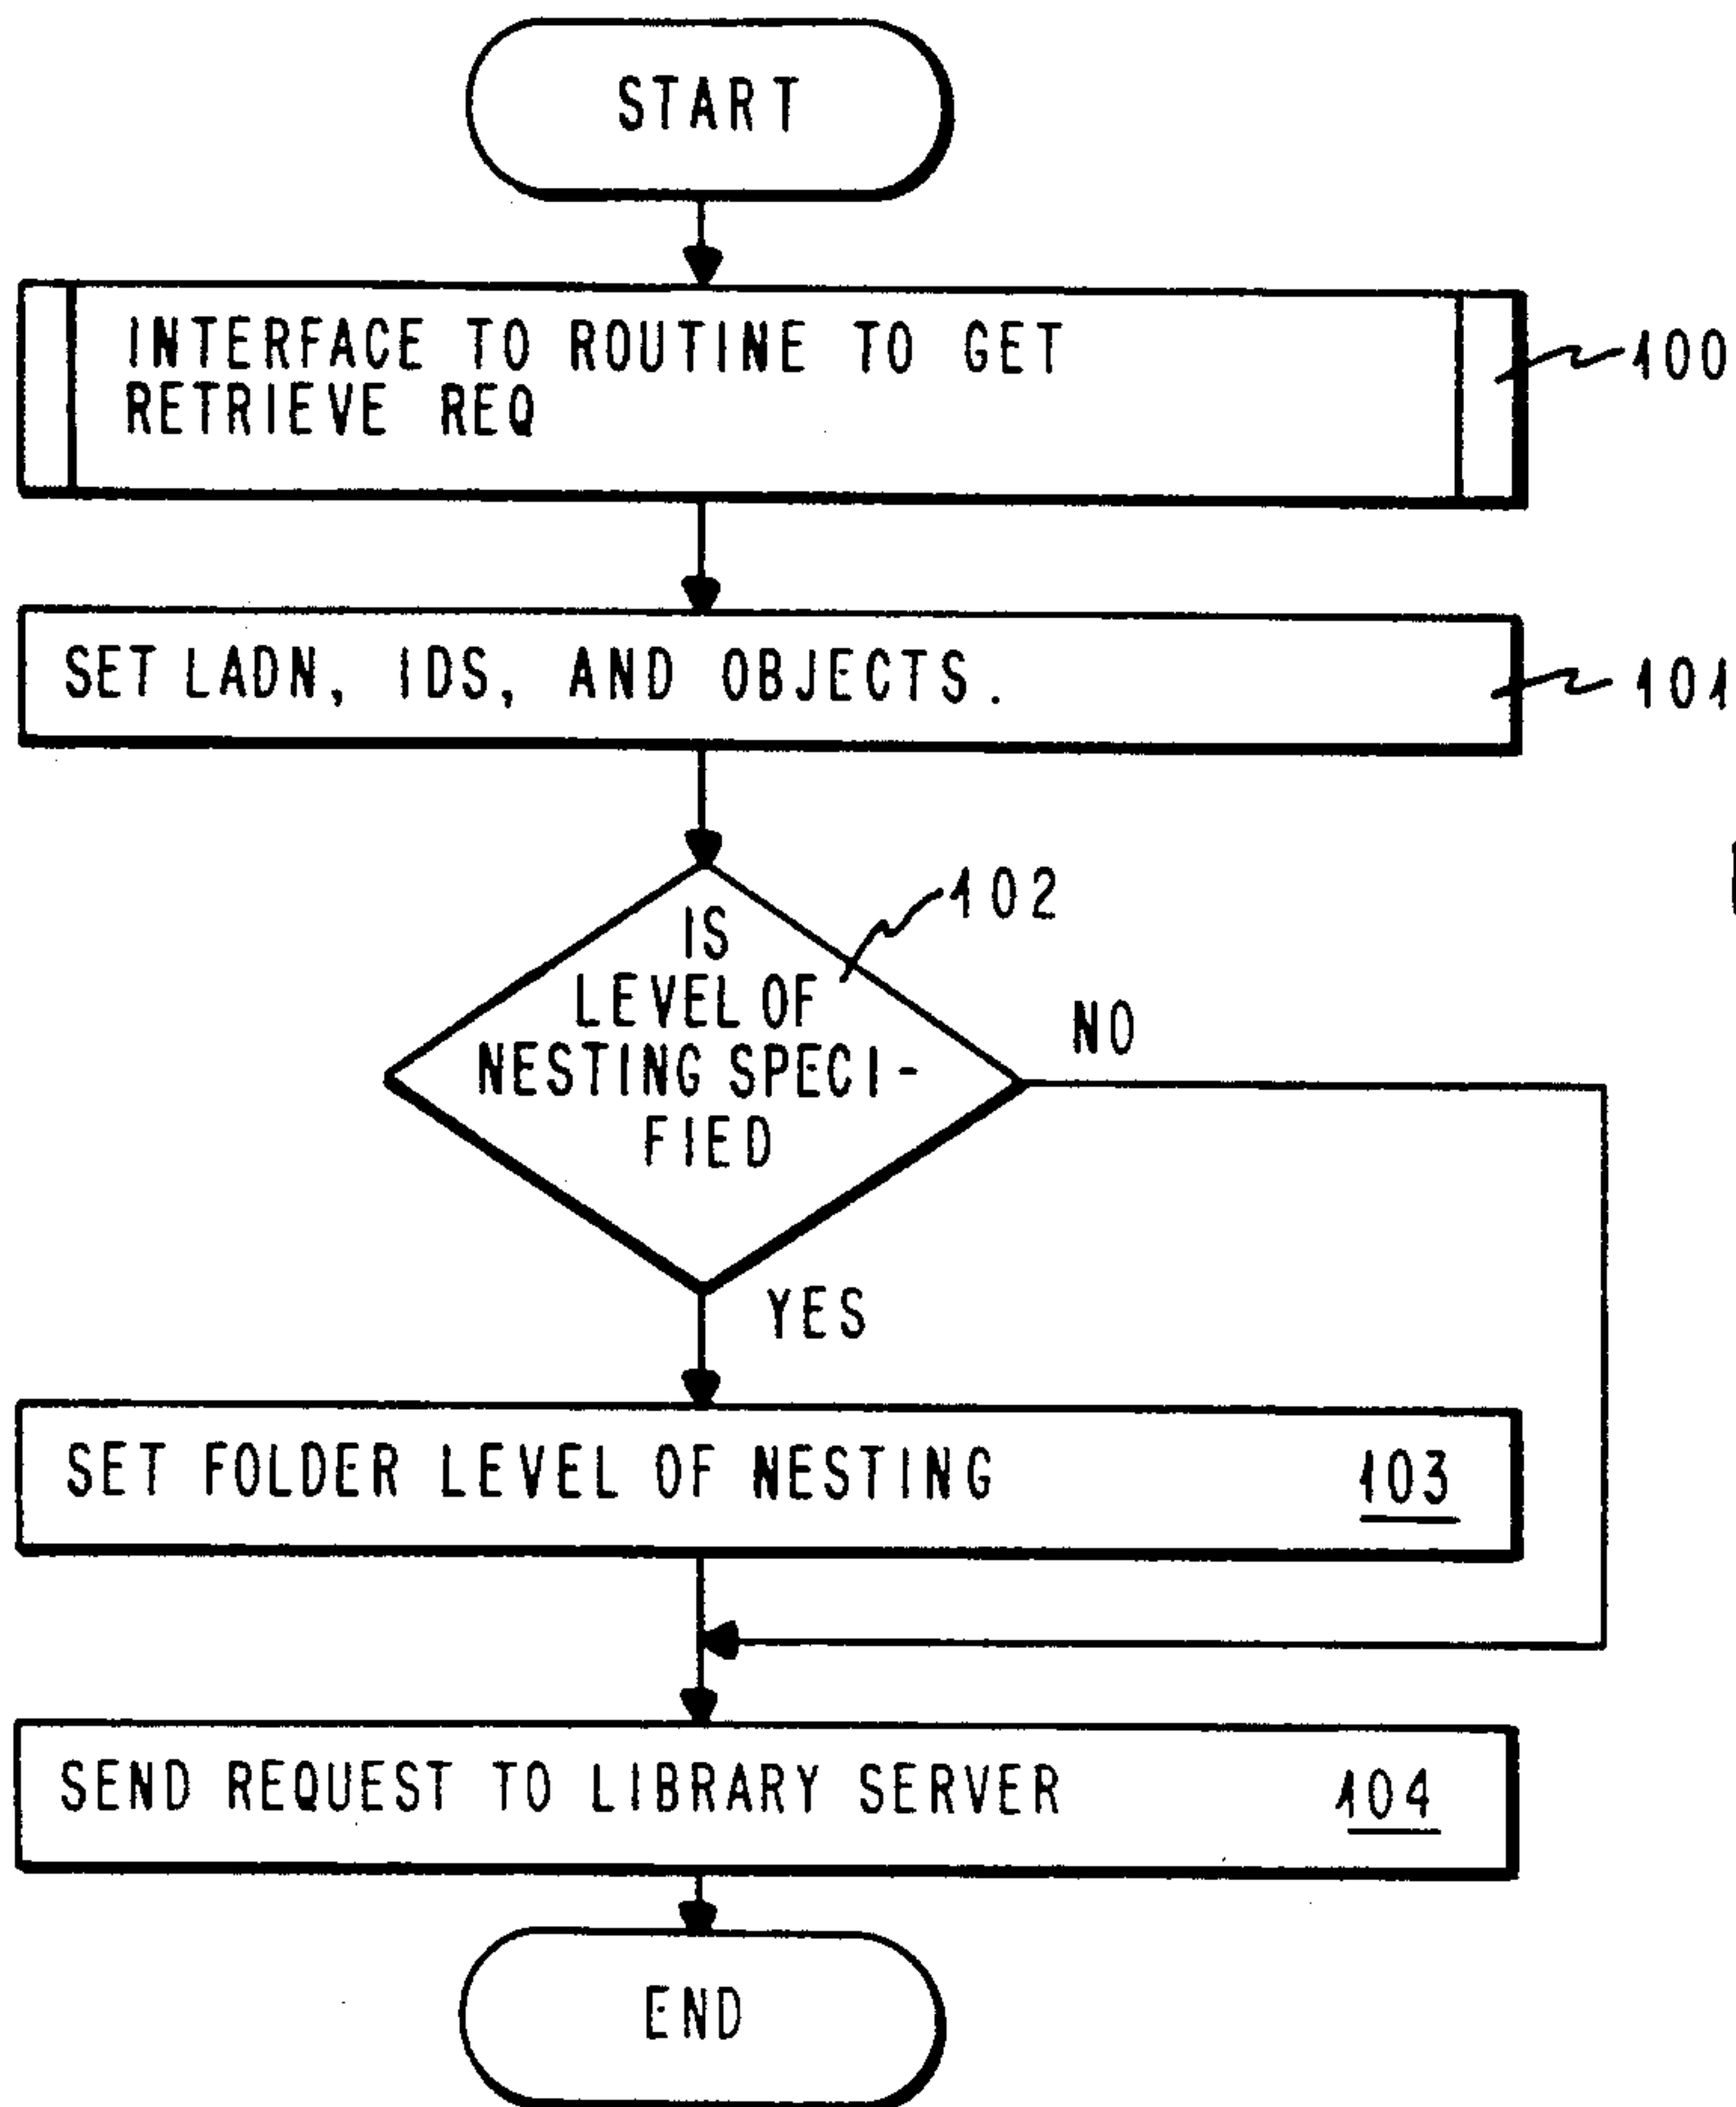 START
INTERFACE TO ROUTINE TO GET
RETRIEVE REQ
100
SET LADN, IDS, AND OBJECTS.
101
102
IS
LEVEL OF
NESTING SPECI-
FIED
NO
YES
SET FOLDER LEVEL OF NESTING
103
SEND REQUEST TO LIBRARY SERVER
104
END